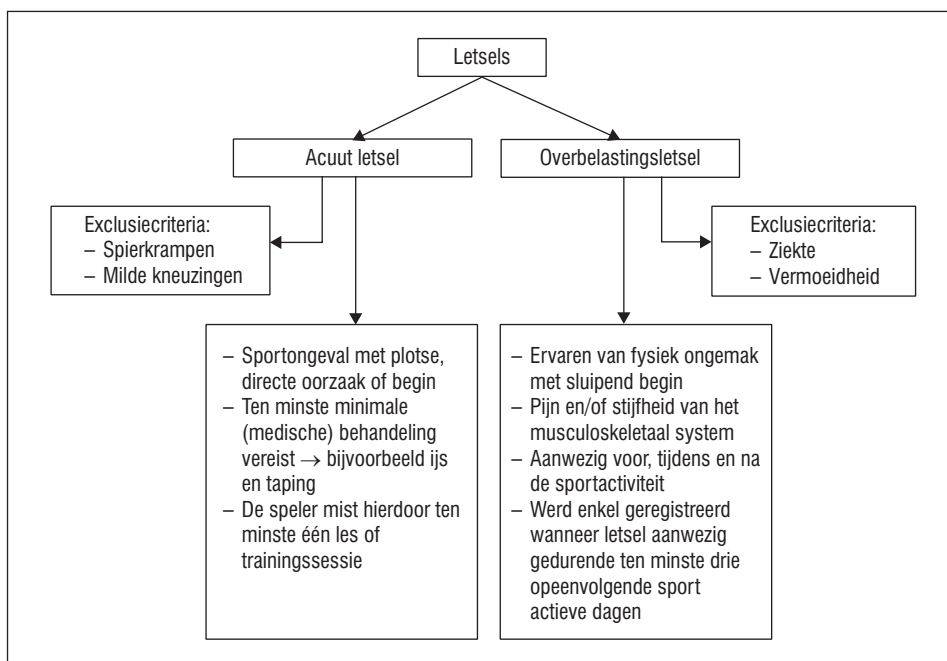 Letsels
Acuut letsel
Overbelastingsletsel
Exclusiecriteria:
– Spierkrampen
– Milde kneuzingen
Exclusiecriteria:
– Ziekte
– Vermoeidheid
– Sportongeval met plotse,
directe oorzaak of begin
– Ten minste minimale
(medische) behandeling
vereist → bijvoorbeeld ijs
en taping
– De speler mist hierdoor ten
minste één les of
trainingssessie
– Ervaren van fysiek ongemak
met sluipend begin
– Pijn en/of stijfheid van het
musculoskeletaal system
– Aanwezig voor, tijdens en na
de sportactiviteit
– Werd enkel geregistreerd
wanneer letsel aanwezig
gedurende ten minste drie
opeenvolgende sport
actieve dagen